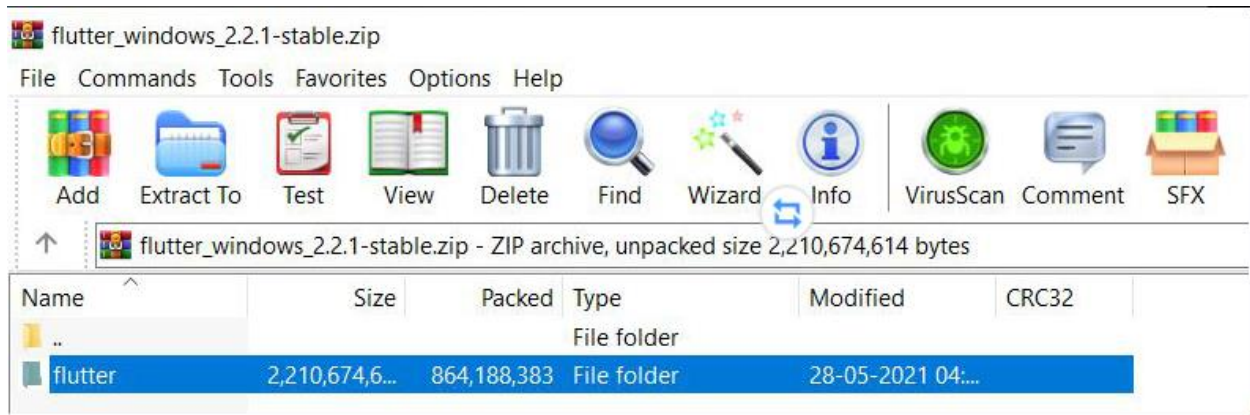 flutter_windows_2.2.1-stable.zip
File Commands Tools Favorites Options Help
Add Extract To Test View Delete Find Wizard Info VirusScan Comment SFX
flutter_windows_2.2.1-stable.zip - ZIP archive, unpacked size 2,210,674,614 bytes
Name Size Packed Type Modified CRC32
.. File folder
flutter 2,210,674,6... 864,188,383 File folder 28-05-2021 04:...